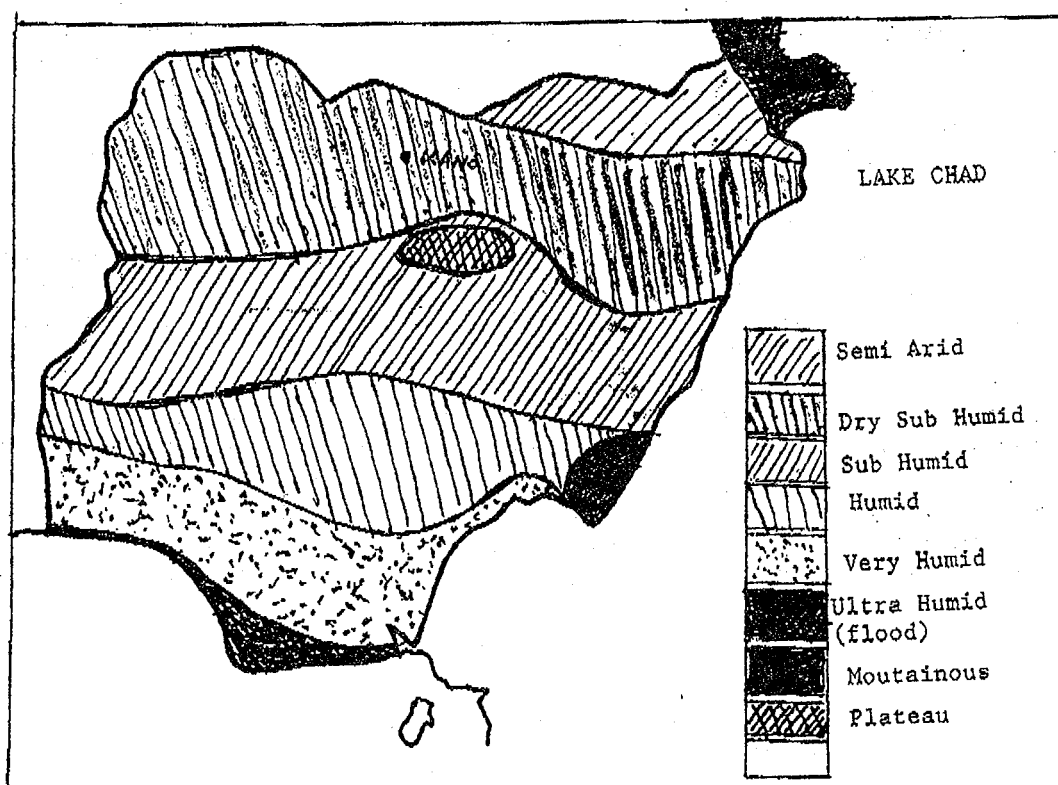 KANO
LAKE CHAD
Semi Arid
Dry Sub Humid
Sub Humid
Humid
Very Humid
Ultra Humid
(flood)
Moutainous
Plateau